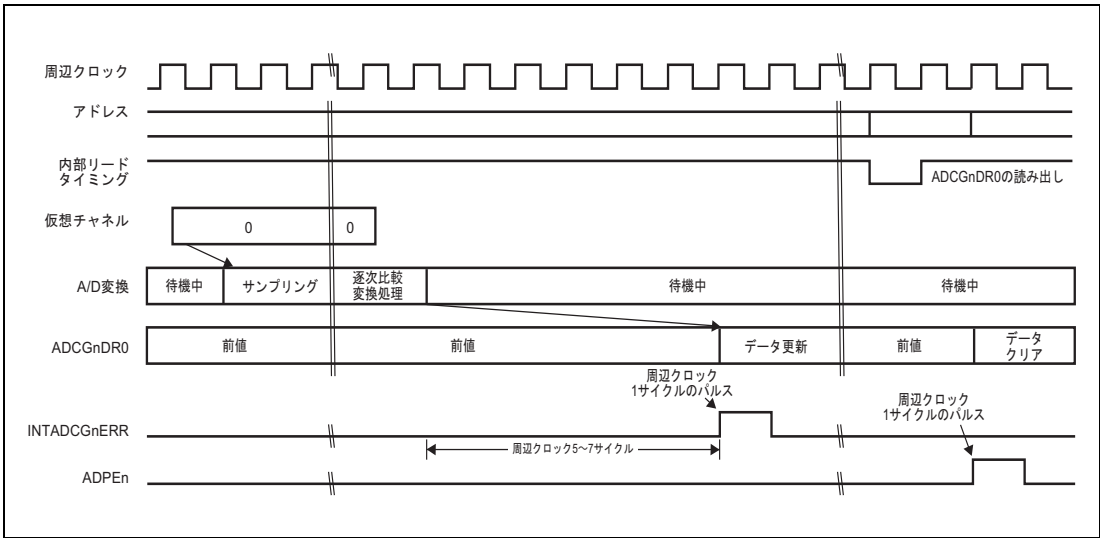 周辺クロック
アドレス
内部リード
タイミング
ADCGnDR0の読み出し
仮想チャネル
0
0
A/D変換
待機中
サンプリング
逐次比較
変換処理
待機中
待機中
ADCGnDR0
前値
前値
データ更新
前値
データ
クリア
周辺クロック
1サイクルのパルス
周辺クロック
1サイクルのパルス
INTADCGnERR
周辺クロック5~7サイクル
ADPEn